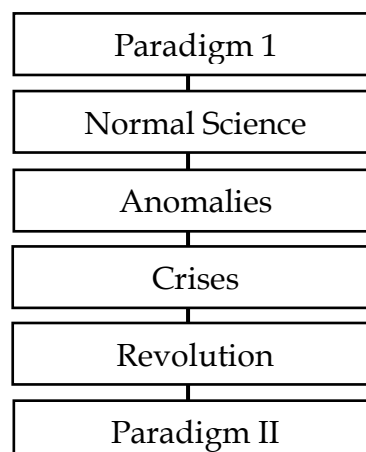 Paradigm 1
Normal Science
Anomalies
Crises
Revolution
Paradigm II